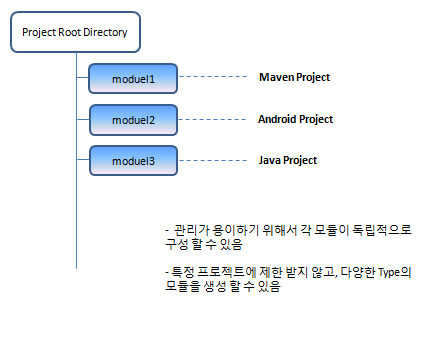 Project Root Directory
moduel1 Maven Project
moduel2 Android Project
moduel3 Java Project
- 관리가 용이하기 위해서 각 모듈이 독립적으로
구성 할 수 있음
- 특정 프로젝트에 제한 받지 않고, 다양한 Type의
모듈을 생성 할 수 있음